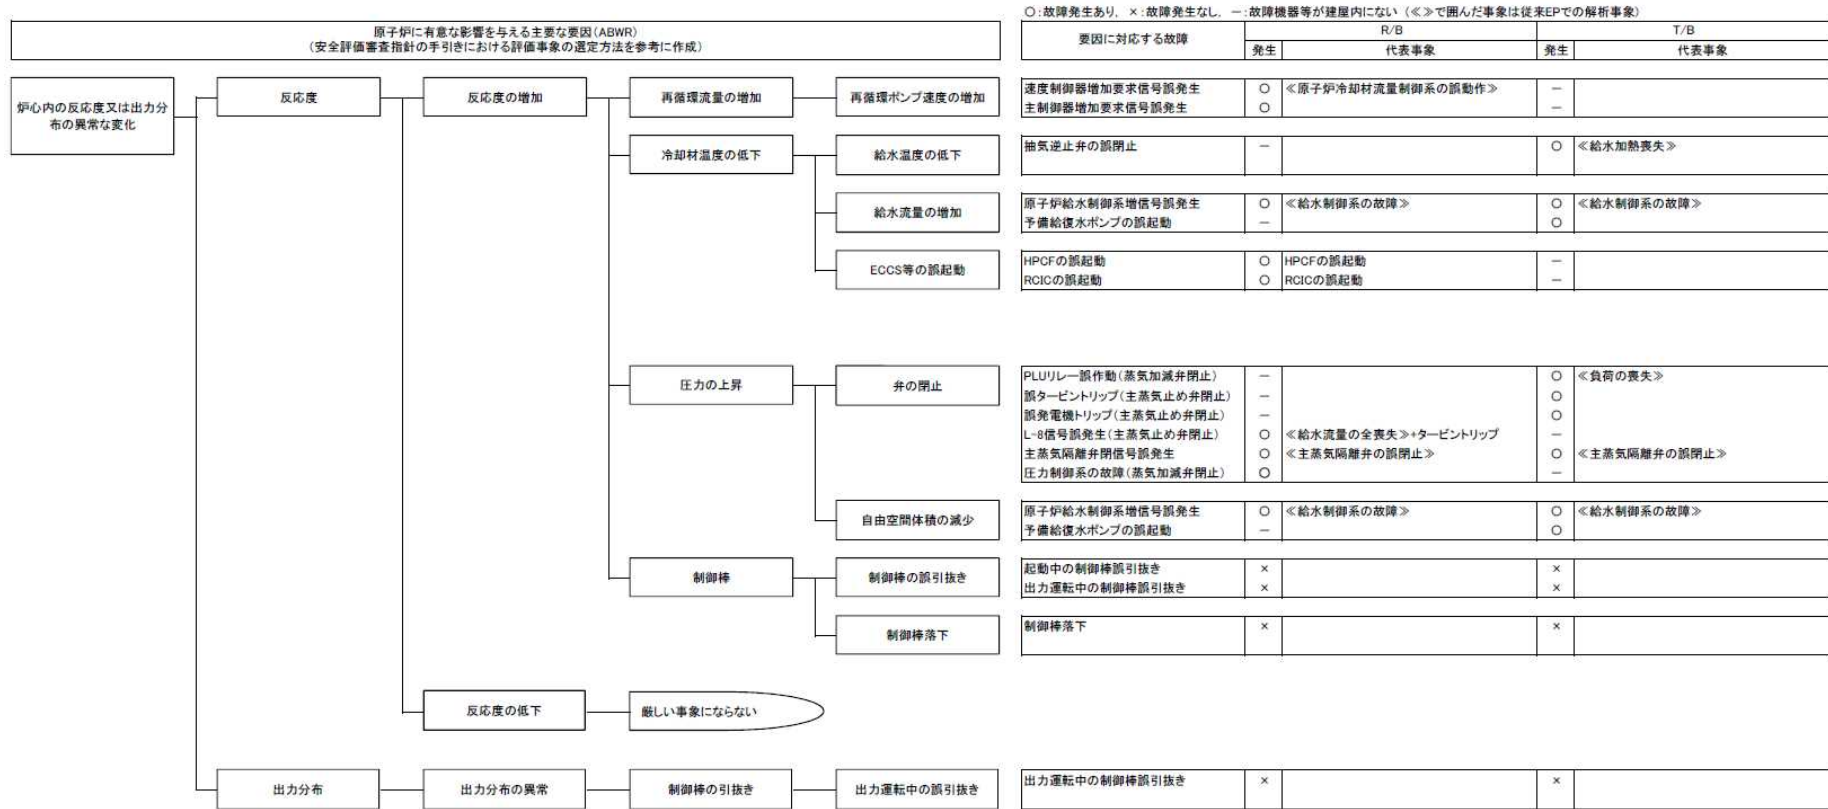 ○:故障発生あり, ×:故障発生なし, －:故障機器等が建屋内にない (≪≫で囲んだ事象は従来EPでの解析事象)
原子炉に有意な影響を与える主要な要因(ABWR)
(安全評価審査指針の手引きにおける評価事象の選定方法を参考に作成)
要因に対応する故障 R/B T/B
発生 代表事象 発生 代表事象
炉心内の反応度又は出力分
布の異常な変化
反応度 反応度の増加 再循環流量の増加 再循環ポンプ速度の増加
速度制御器増加要求信号誤発生 ○ ≪原子炉冷却材流量制御系の誤動作≫ －
主制御器増加要求信号誤発生 ○ －
冷却材温度の低下 給水温度の低下
抽気逆止弁の誤閉止 － ○ ≪給水加熱喪失≫
給水流量の増加
原子炉給水制御系増信号誤発生 ○ ≪給水制御系の故障≫ ○ ≪給水制御系の故障≫
予備給復水ポンプの誤起動 － ○
ECCS等の誤起動
HPCFの誤起動 ○ HPCFの誤起動 －
RCICの誤起動 ○ RCICの誤起動 －
圧力の上昇 弁の閉止
PLUリレー誤作動(蒸気加減弁閉止) － ○ ≪負荷の喪失≫
誤タービントリップ(主蒸気止め弁閉止) － ○
誤発電機トリップ(主蒸気止め弁閉止) － ○
L-8信号誤発生(主蒸気止め弁閉止) ○ ≪給水流量の全喪失≫+タービントリップ －
主蒸気隔離弁閉信号誤発生 ○ ≪主蒸気隔離弁の誤閉止≫ ○ ≪主蒸気隔離弁の誤閉止≫
圧力制御系の故障(蒸気加減弁閉止) ○ －
自由空間体積の減少
原子炉給水制御系増信号誤発生 ○ ≪給水制御系の故障≫ ○ ≪給水制御系の故障≫
予備給復水ポンプの誤起動 － ○
制御棒 制御棒の誤引抜き
起動中の制御棒誤引抜き × ×
出力運転中の制御棒誤引抜き × ×
制御棒落下
制御棒落下 × ×
反応度の低下 厳しい事象にならない
出力分布 出力分布の異常 制御棒の引抜き 出力運転中の誤引抜き
出力運転中の制御棒誤引抜き × ×